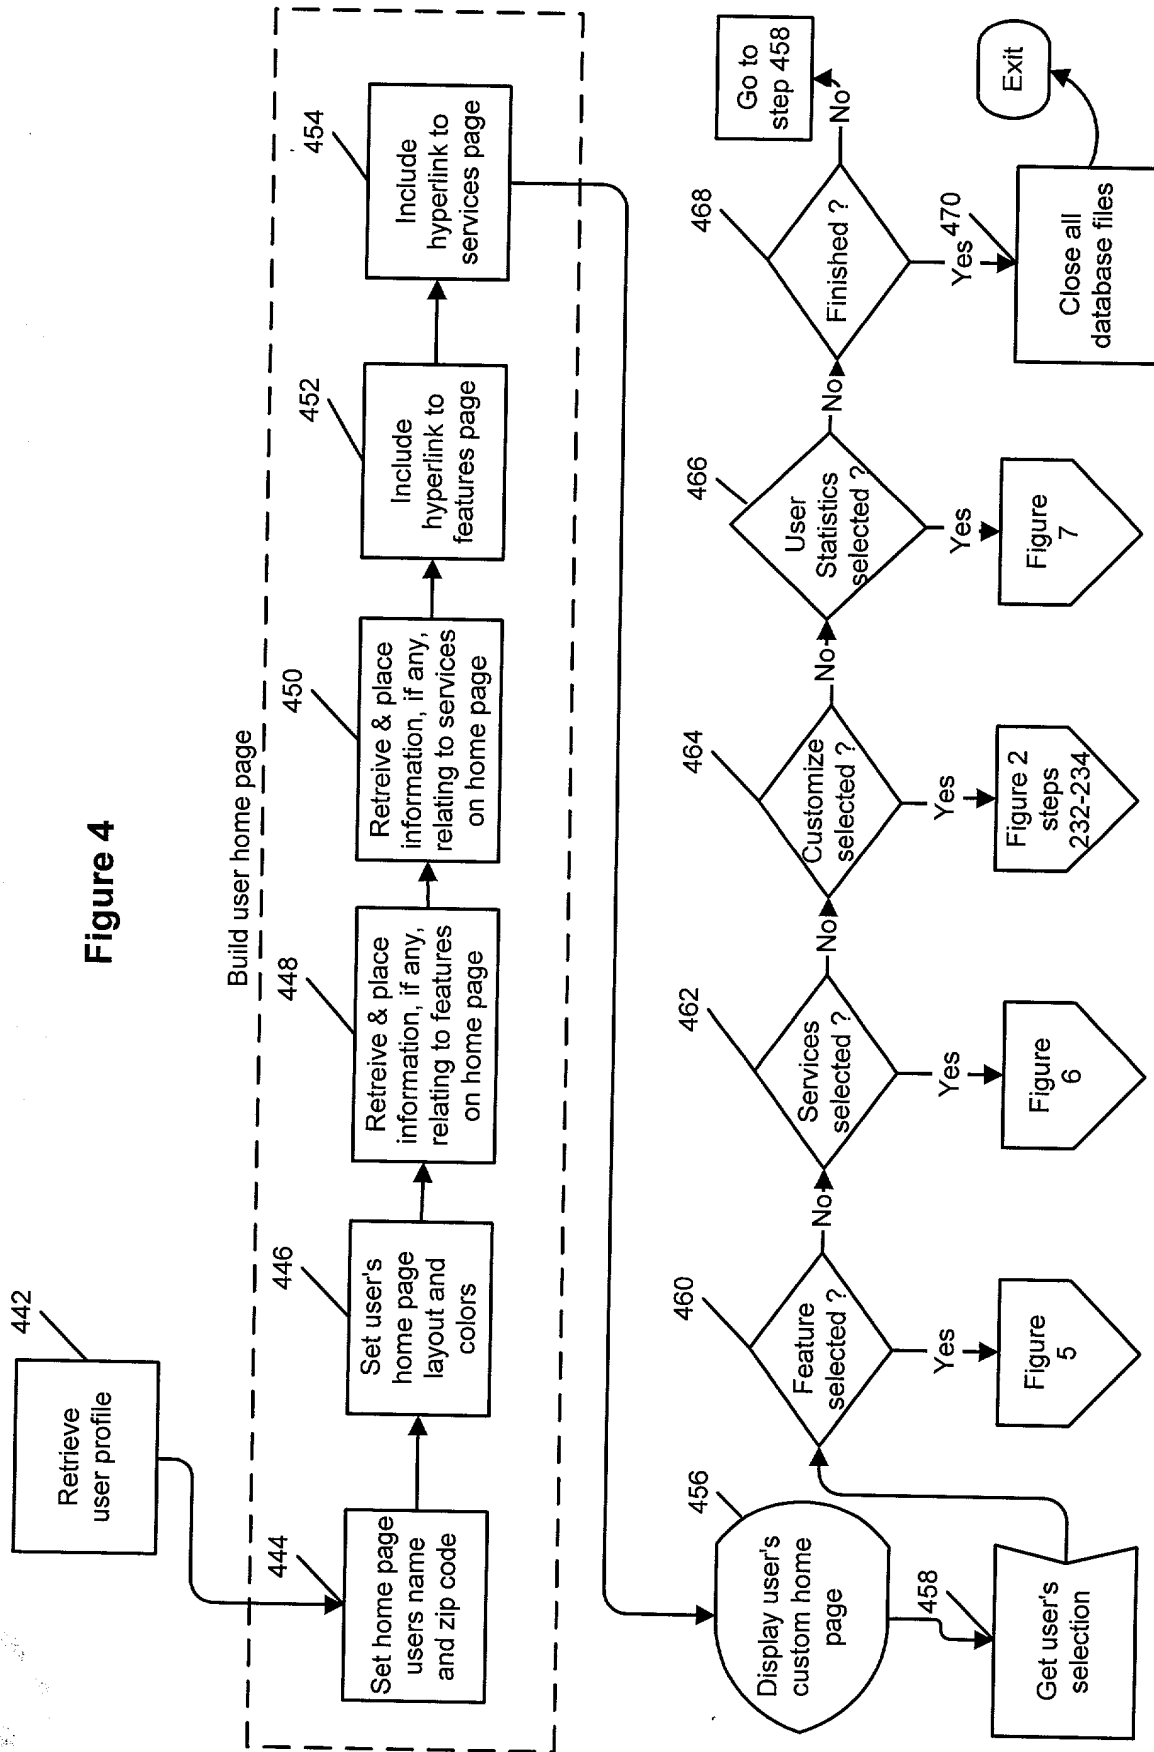 Figure 4
442
Retrieve
user profile
Build user home page
444
Set home page
users name
and zip code
446
Set user's
home page
layout and
colors
448
Retreive & place
information, if any,
relating to features
on home page
450
Retreive & place
information, if any,
relating to services
on home page
452
Include
hyperlink to
features page
454
Include
hyperlink to
services page
456
Display user's
custom home
page
458
Get user's
selection
460
Feature
selected ?
No
Yes
Figure
5
462
Services
selected ?
No
Yes
Figure
6
464
Customize
selected ?
No
Yes
Figure 2
steps
232-234
466
User
Statistics
selected ?
No
Yes
Figure
7
468
Finished ?
No
Go to
step 458
Yes
470
Close all
database files
Exit